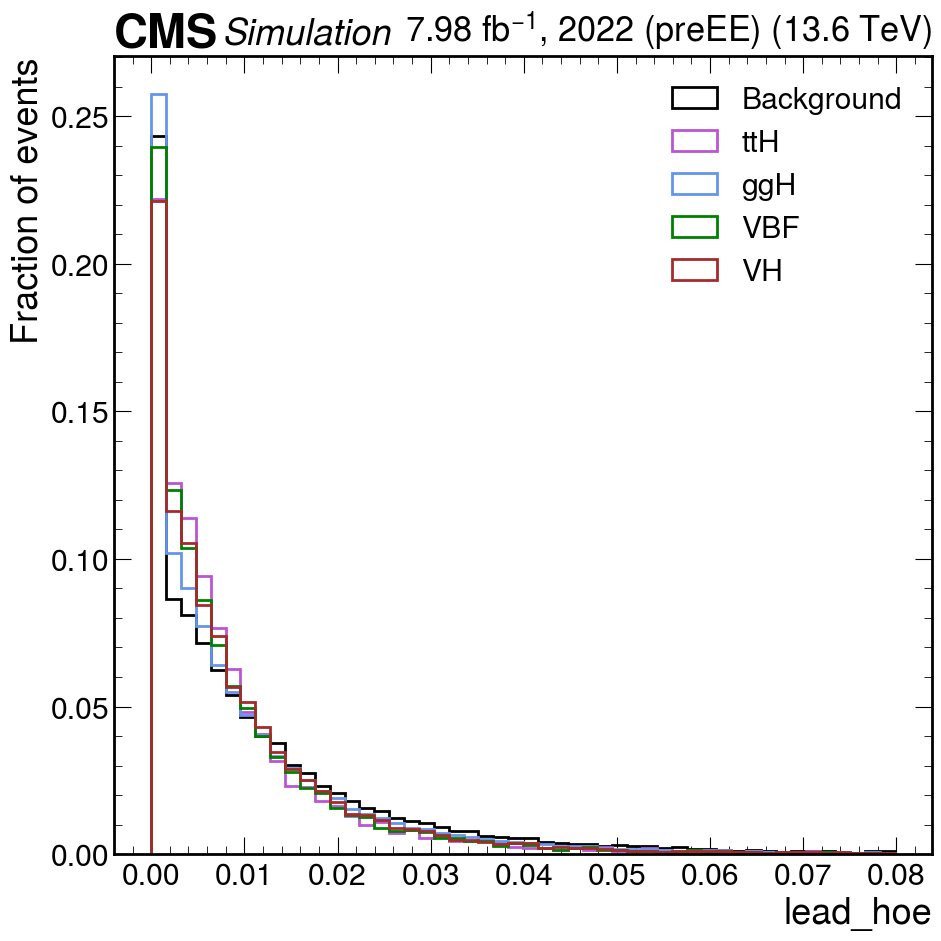 CMS Simulation 7.98 fb⁻¹, 2022 (preEE) (13.6 TeV)
Fraction of events
0.25
0.20
0.15
0.10
0.05
0.00
Background
ttH
ggH
VBF
VH
0.00 0.01 0.02 0.03 0.04 0.05 0.06 0.07 0.08
lead_hoe